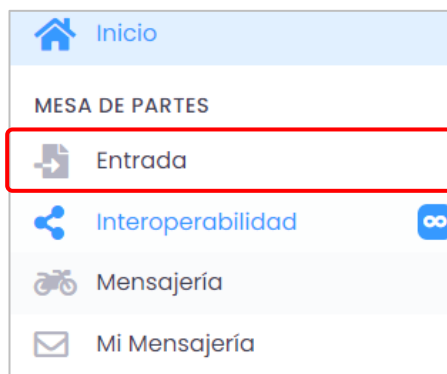 Inicio
MESA DE PARTES
Entrada
Interoperabilidad
Mensajería
Mi Mensajería